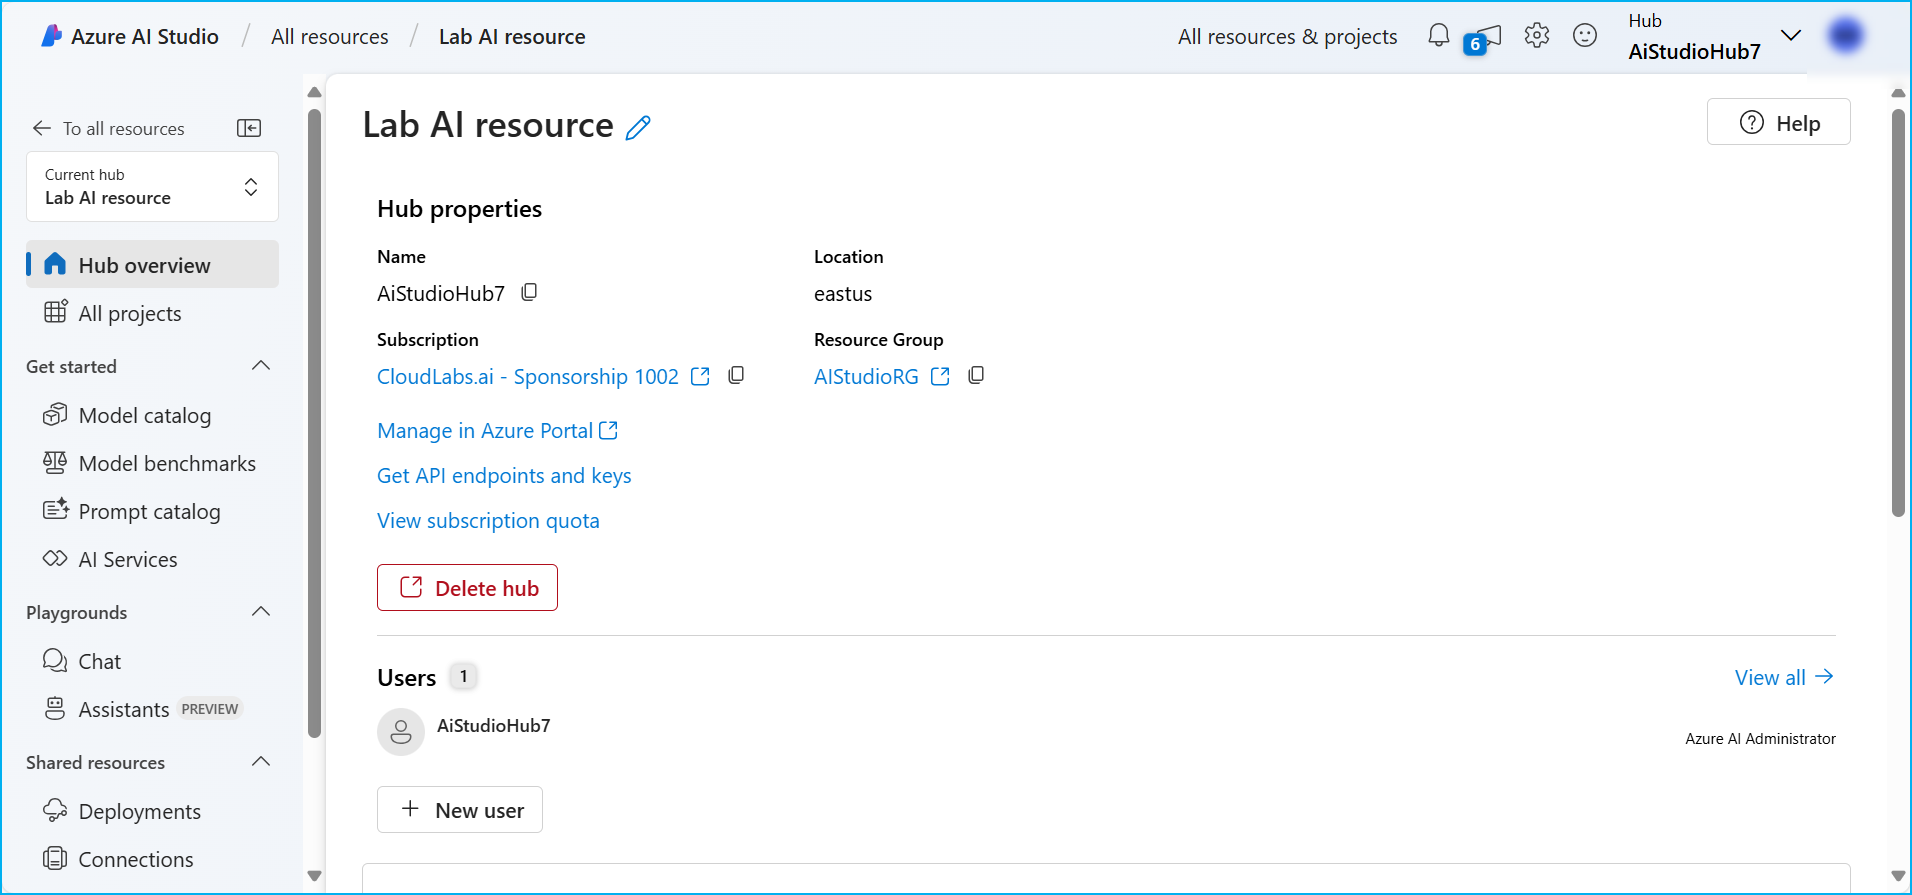 Azure AI Studio / All resources / Lab AI resource
All resources & projects
6
Hub
AiStudioHub7
To all resources
Current hub
Lab AI resource
Hub overview
All projects
Get started
Model catalog
Model benchmarks
Prompt catalog
AI Services
Playgrounds
Chat
Assistants PREVIEW
Shared resources
Deployments
Connections
Lab AI resource
Help
Hub properties
Name
AiStudioHub7
Location
eastus
Subscription
CloudLabs.ai - Sponsorship 1002
Resource Group
AIStudioRG
Manage in Azure Portal
Get API endpoints and keys
View subscription quota
Delete hub
Users 1
View all
AiStudioHub7
Azure AI Administrator
New user